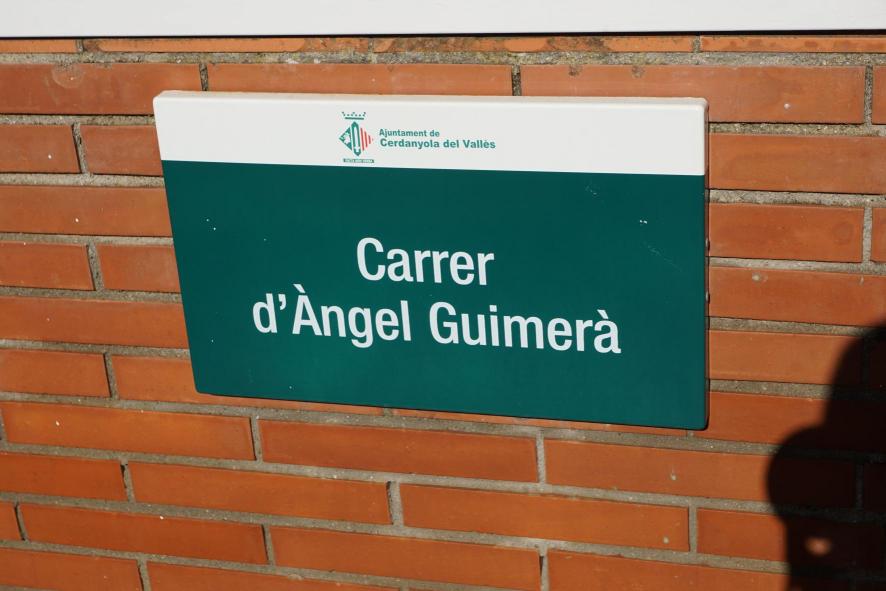 Ajuntament de
Cerdanyola del Vallès
Carrer
d'Àngel Guimerà